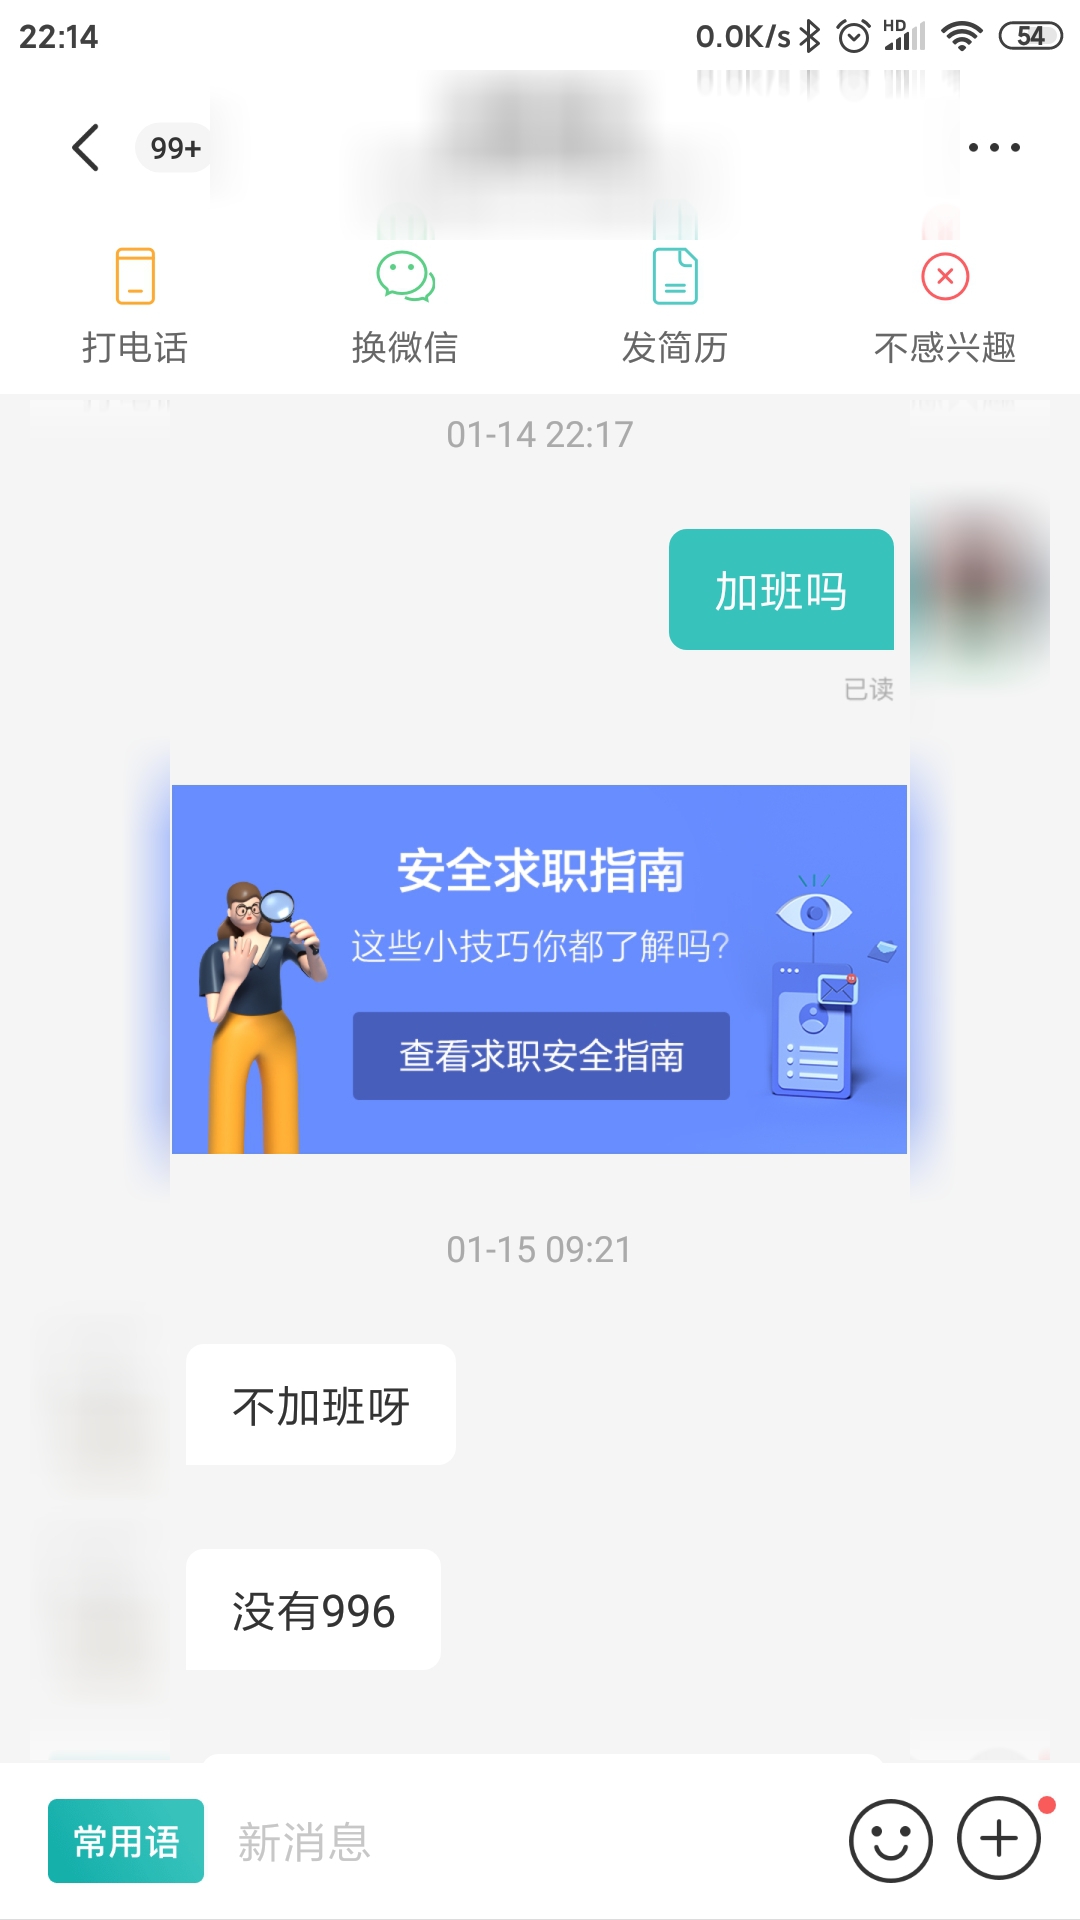 22:14
0.0K/s HD 54
99+
打电话 换微信 发简历 不感兴趣
01-14 22:17
加班吗
已读
安全求职指南
这些小技巧你都了解吗?
查看求职安全指南
01-15 09:21
不加班呀
没有996
常用语 新消息